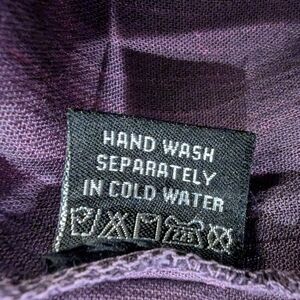 HAND WASH
SEPARATELY
IN COLD WATER